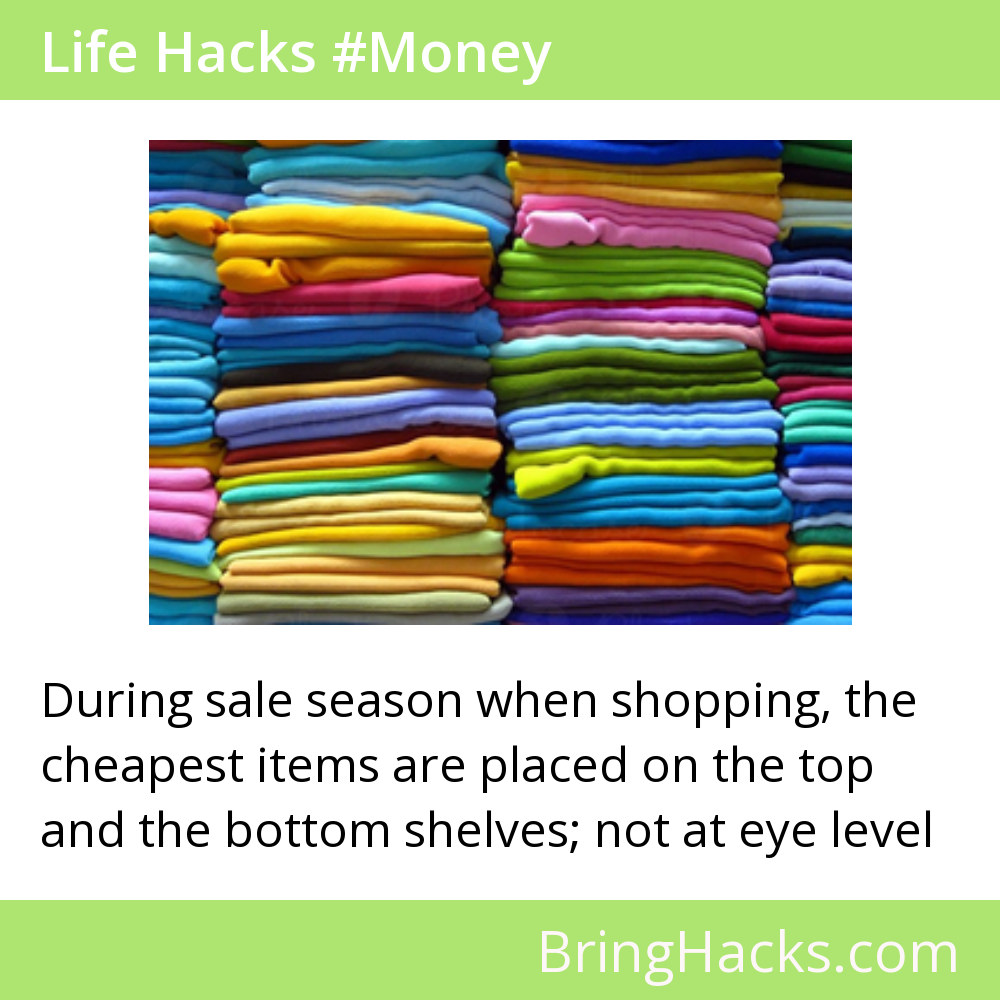 Life Hacks #Money
During sale season when shopping, the
cheapest items are placed on the top
and the bottom shelves; not at eye level
BringHacks.com